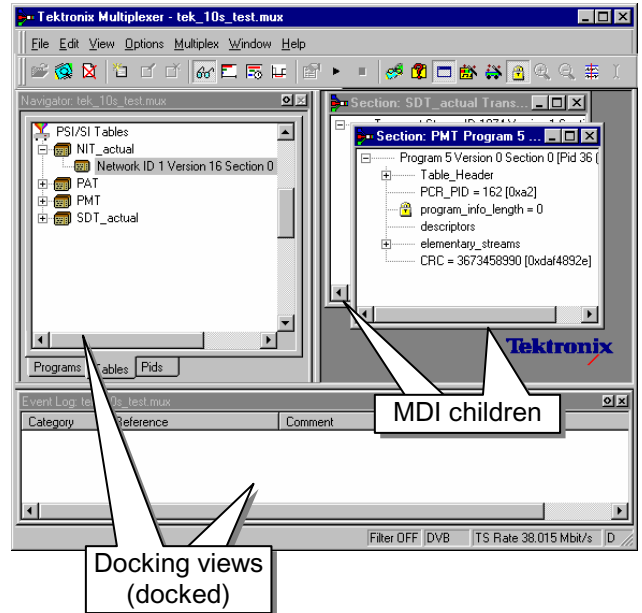 Tektronix Multiplexer - tek_10s_test.mux
File Edit View Options Multiplex Window Help
Navigator: tek_10s_test.mux
PSI/SI Tables
NIT_actual
Network ID 1 Version 16 Section 0
PAT
PMT
SDT_actual
Programs Tables Pids
Section: SDT_actual Trans...
Section: PMT Program 5 ...
Program 5 Version 0 Section 0 [Pid 36 (
Table_Header
PCR_PID = 162 [0xa2]
program_info_length = 0
descriptors
elementary_streams
CRC = 3673458990 [0xdaf4892e]
Tektronix
MDI children
Event Log: tek_10s_test.mux
Category Reference Comment
Filter OFF DVB TS Rate 38.015 Mbit/s D
Docking views
(docked)